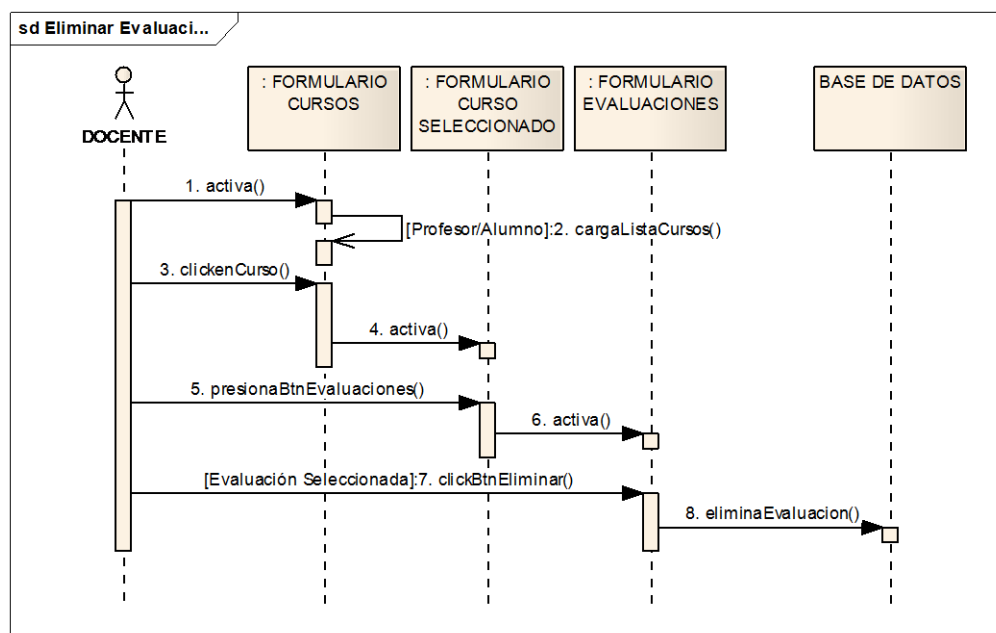 sd Eliminar Evaluaci...
DOCENTE
: FORMULARIO
CURSOS
: FORMULARIO
CURSO
SELECCIONADO
: FORMULARIO
EVALUACIONES
BASE DE DATOS
1. activa()
[Profesor/Alumno]:2. cargaListaCursos()
3. clickenCurso()
4. activa()
5. presionaBtnEvaluaciones()
6. activa()
[Evaluación Seleccionada]:7. clickBtnEliminar()
8. eliminaEvaluacion()